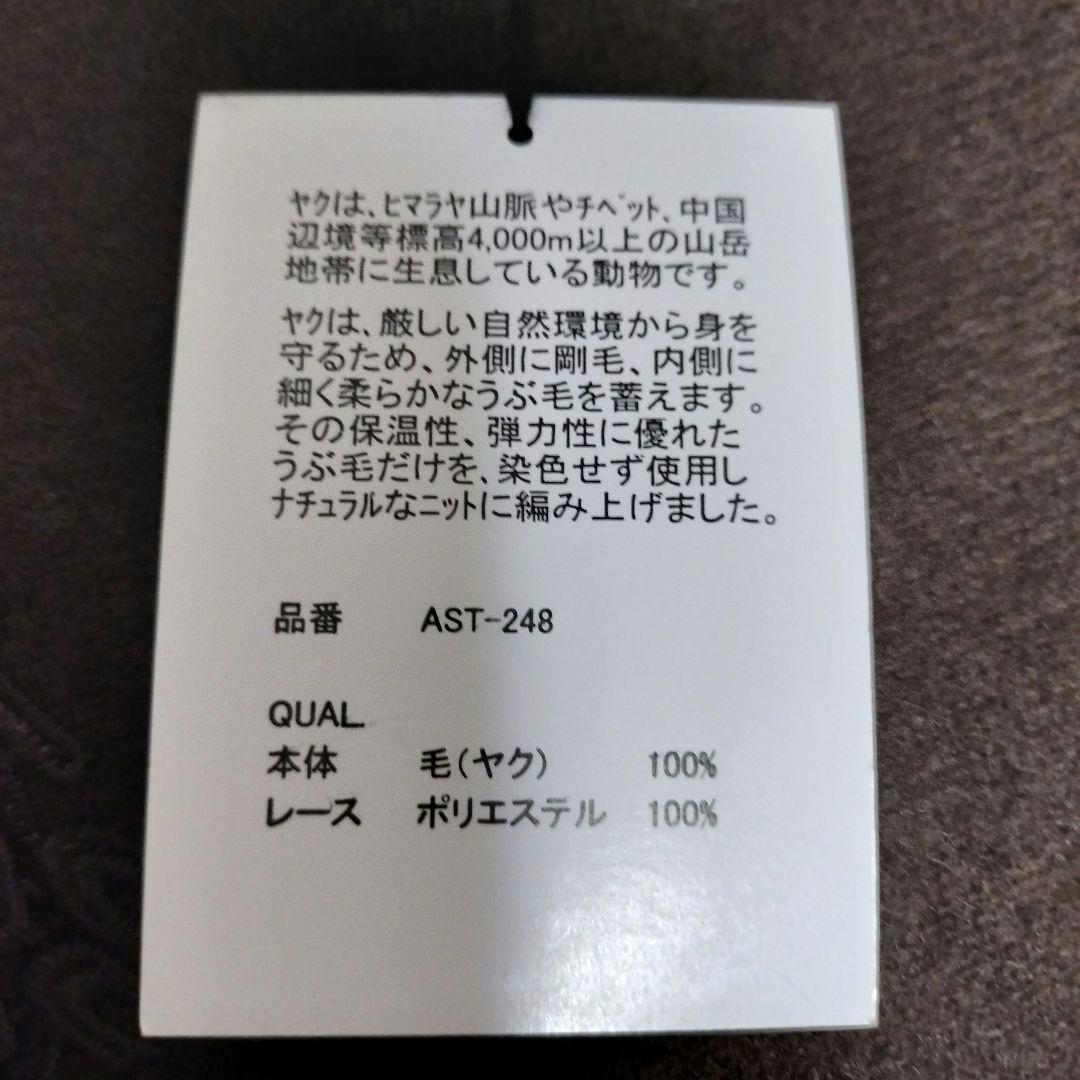 ﾔｸは､ﾋﾏﾗﾔ山脈やﾁﾍﾞｯﾄ､中国
辺境等標高4,000m以上の山岳
地帯に生息している動物です。
ﾔｸは､厳しい自然環境から身を
守るため、外側に剛毛、内側に
細く柔らかなうぶ毛を蓄えます。
その保温性、弾力性に優れた
うぶ毛だけを､染色せず使用し
ﾅﾁｭﾗﾙなﾆｯﾄに編み上げました。
品番 AST-248
QUAL.
本体 毛(ヤク) 100%
レース ポリエステル 100%